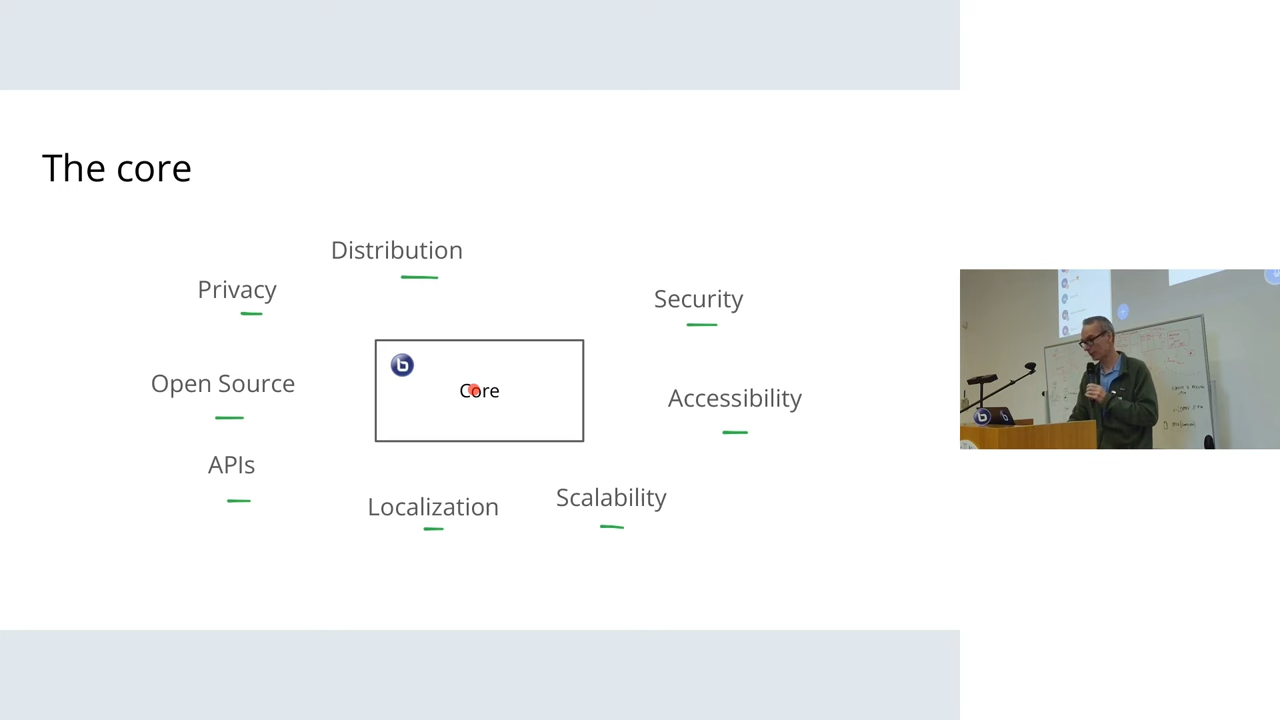 The core
Distribution
Privacy
Security
Core
Open Source
Accessibility
APIs
Scalability
Localization